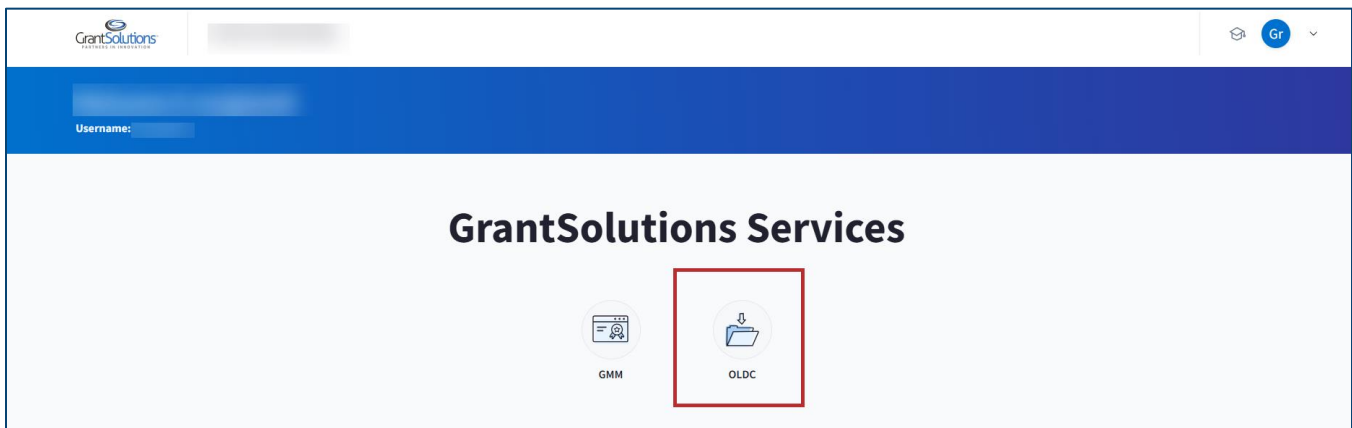 GrantSolutions
PARTNERS IN INNOVATION
Gr
Username:
GrantSolutions Services
GMM
OLDC